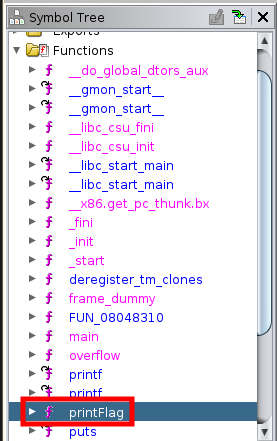 Symbol Tree
Exports
Functions
__do_global_dtors_aux
__gmon_start__
__gmon_start__
__libc_csu_fini
__libc_csu_init
__libc_start_main
__libc_start_main
__x86.get_pc_thunk.bx
_fini
_init
_start
deregister_tm_clones
frame_dummy
FUN_08048310
main
overflow
printf
printf
printFlag
puts